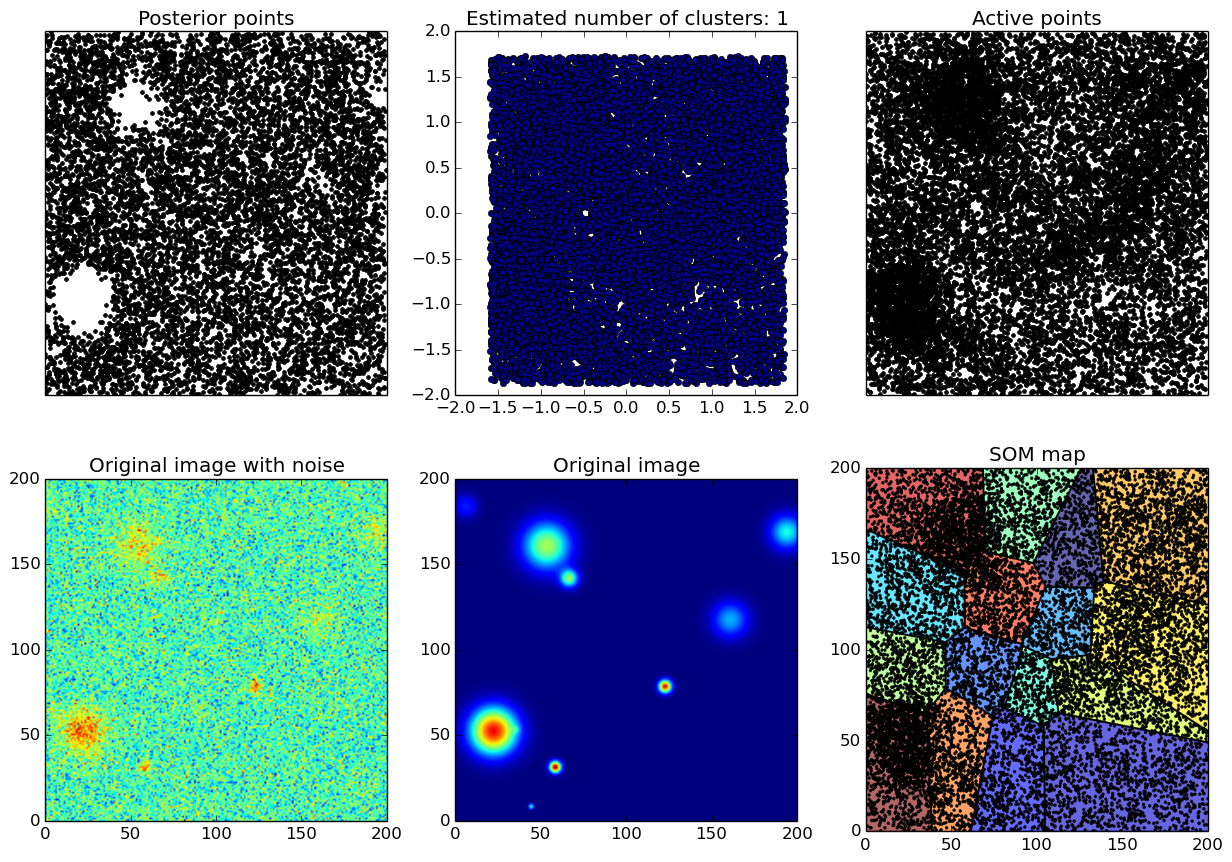 Posterior points
Estimated number of clusters: 1
Active points
2.0
1.5
1.0
0.5
0.0
−0.5
−1.0
−1.5
−2.0
−2.0 −1.5 −1.0 −0.5 0.0 0.5 1.0 1.5 2.0
Original image with noise
Original image
SOM map
200
150
100
50
0
0 50 100 150 200
200
150
100
50
0
0 50 100 150 200
200
150
100
50
0
0 50 100 150 200